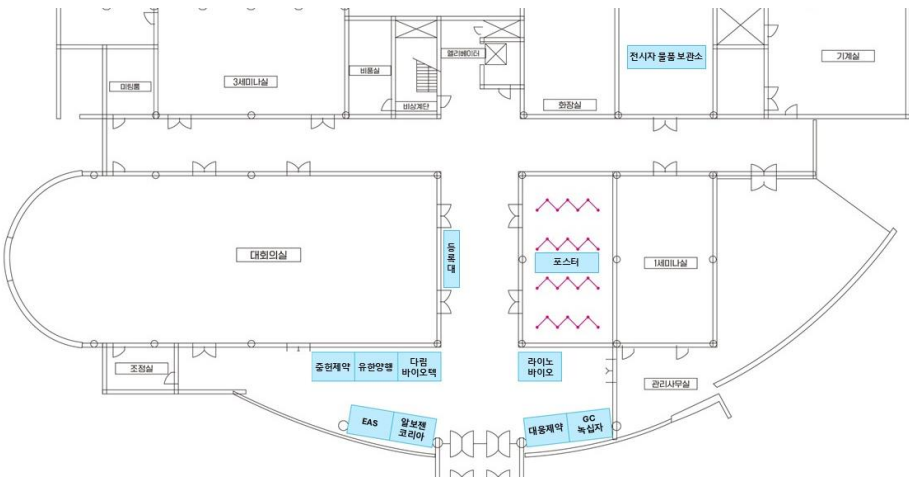 전시자 물품 보관소
엘리베이터
기계실
3세미나실
비품실
미팅룸
비상계단
화장실
등
록
대
대회의실
포스터
1세미나실
중헌제약
유한양행
다림
바이오텍
라이노
바이오
조정실
관리사무실
EAS
알보젠
코리아
대웅제약
GC
녹십자